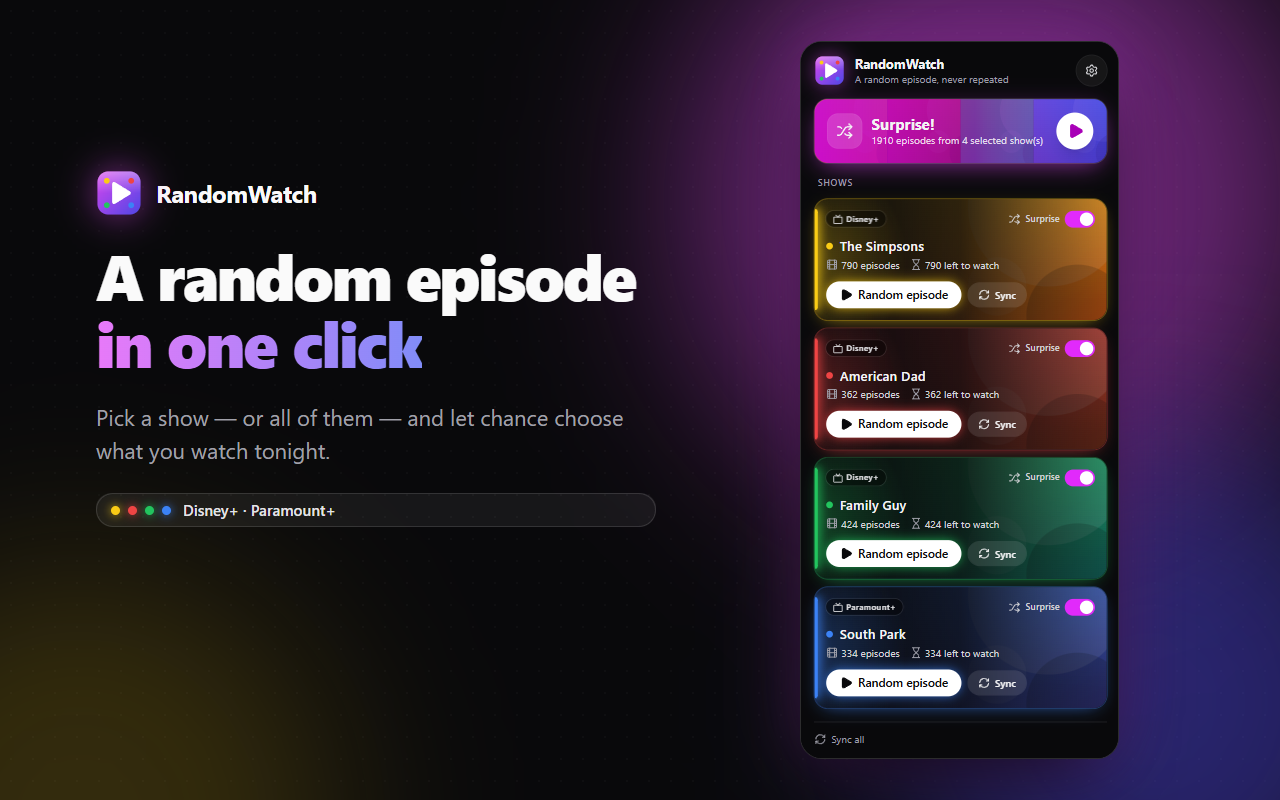 RandomWatch
A random episode
in one click
Pick a show — or all of them — and let chance choose
what you watch tonight.
Disney+ · Paramount+
RandomWatch
A random episode, never repeated
Surprise!
1910 episodes from 4 selected show(s)
SHOWS
Disney+ Surprise
The Simpsons
790 episodes 790 left to watch
Random episode Sync
Disney+ Surprise
American Dad
362 episodes 362 left to watch
Random episode Sync
Disney+ Surprise
Family Guy
424 episodes 424 left to watch
Random episode Sync
Paramount+ Surprise
South Park
334 episodes 334 left to watch
Random episode Sync
Sync all